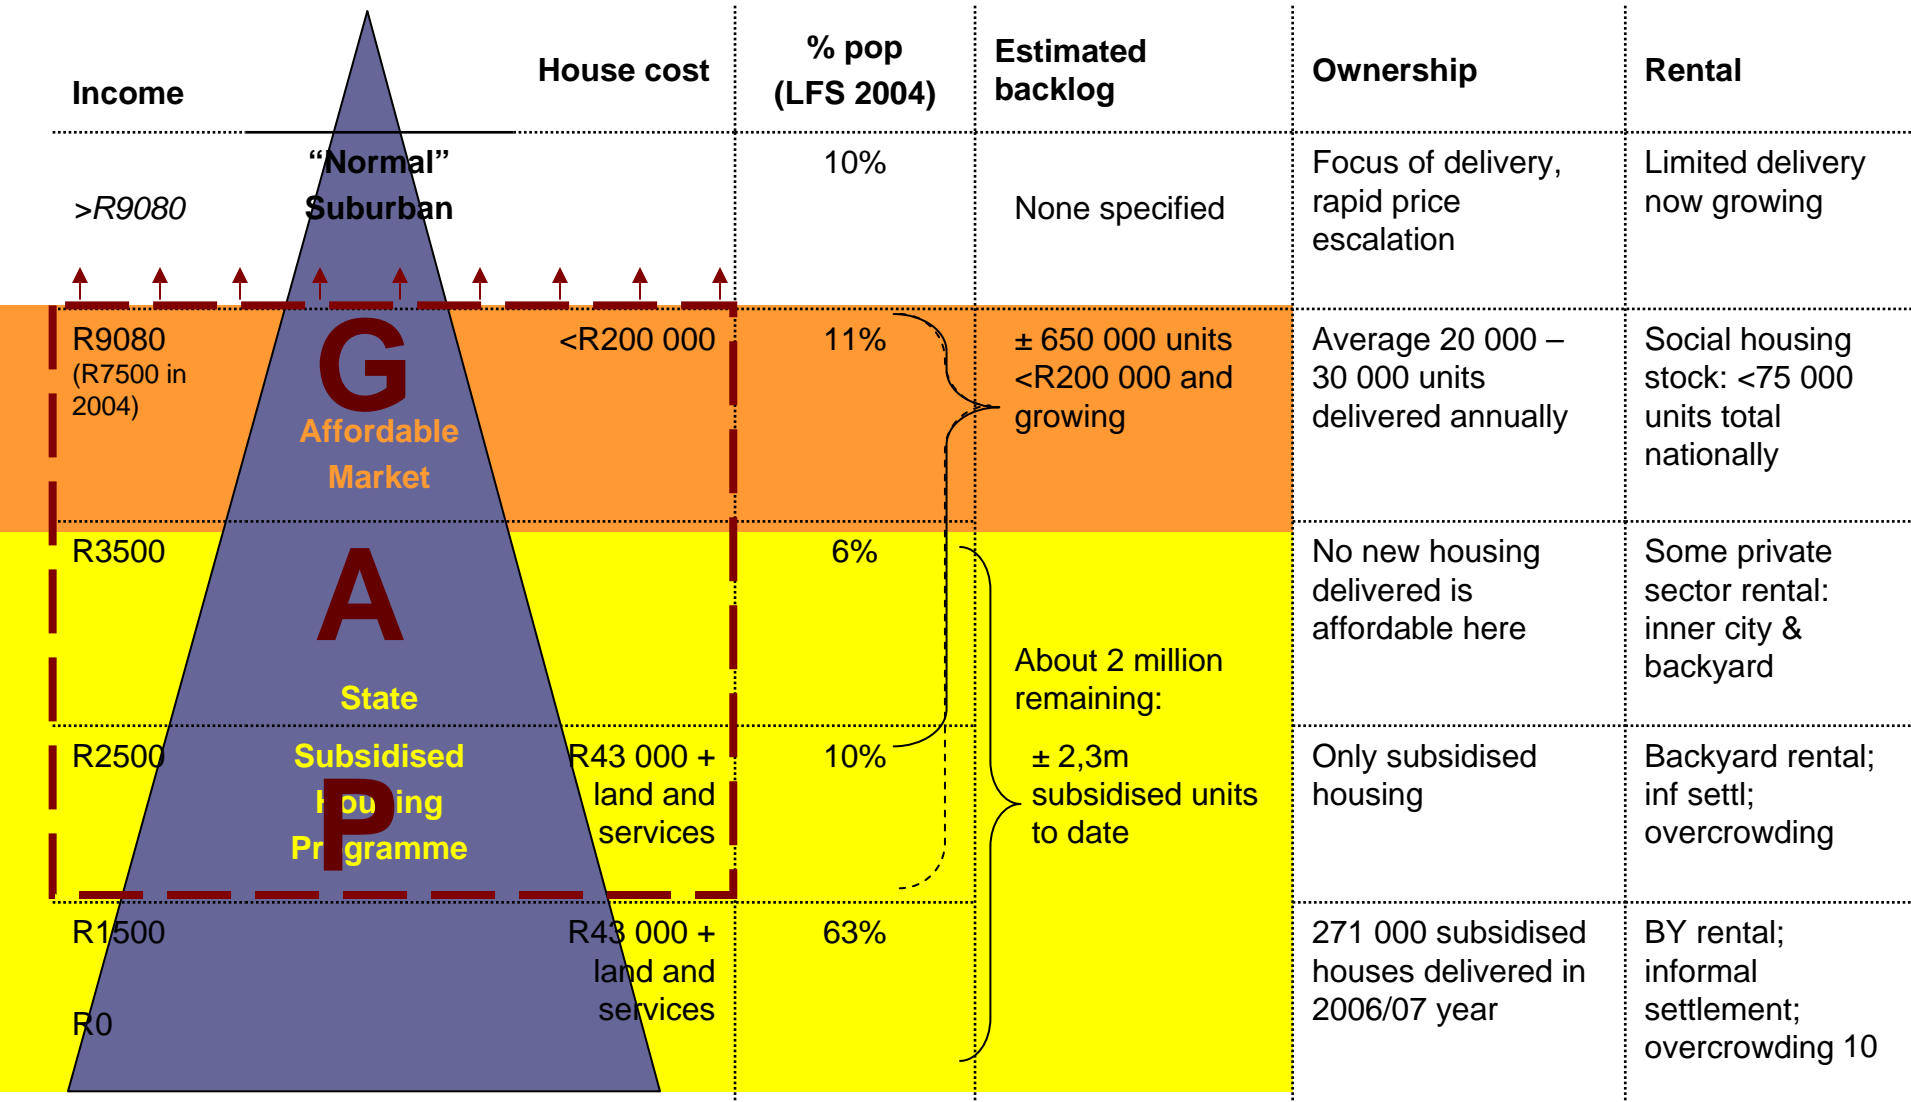 Income
House cost
% pop
(LFS 2004)
Estimated
backlog
Ownership
Rental
>R9080
“Normal”
Suburban
10%
None specified
Focus of delivery,
rapid price
escalation
Limited delivery
now growing
R9080
(R7500 in
2004)
G
Affordable
Market
<R200 000
11%
± 650 000 units
<R200 000 and
growing
Average 20 000 –
30 000 units
delivered annually
Social housing
stock: <75 000
units total
nationally
R3500
A
State
6%
About 2 million
remaining:
No new housing
delivered is
affordable here
Some private
sector rental:
inner city &
backyard
R2500
Subsidised
Housing
Programme
P
R43 000 +
land and
services
10%
± 2,3m
subsidised units
to date
Only subsidised
housing
Backyard rental;
inf settl;
overcrowding
R1500
R0
R43 000 +
land and
services
63%
271 000 subsidised
houses delivered in
2006/07 year
BY rental;
informal
settlement;
overcrowding 10